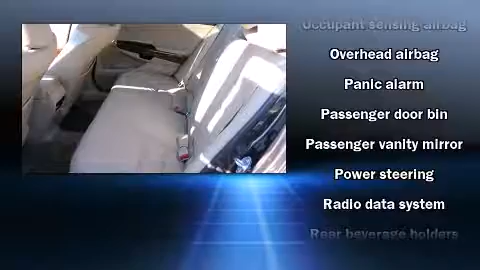 Occupant sensing airbag
Overhead airbag
Panic alarm
Passenger door bin
Passenger vanity mirror
Power steering
Radio data system
Rear beverage holders